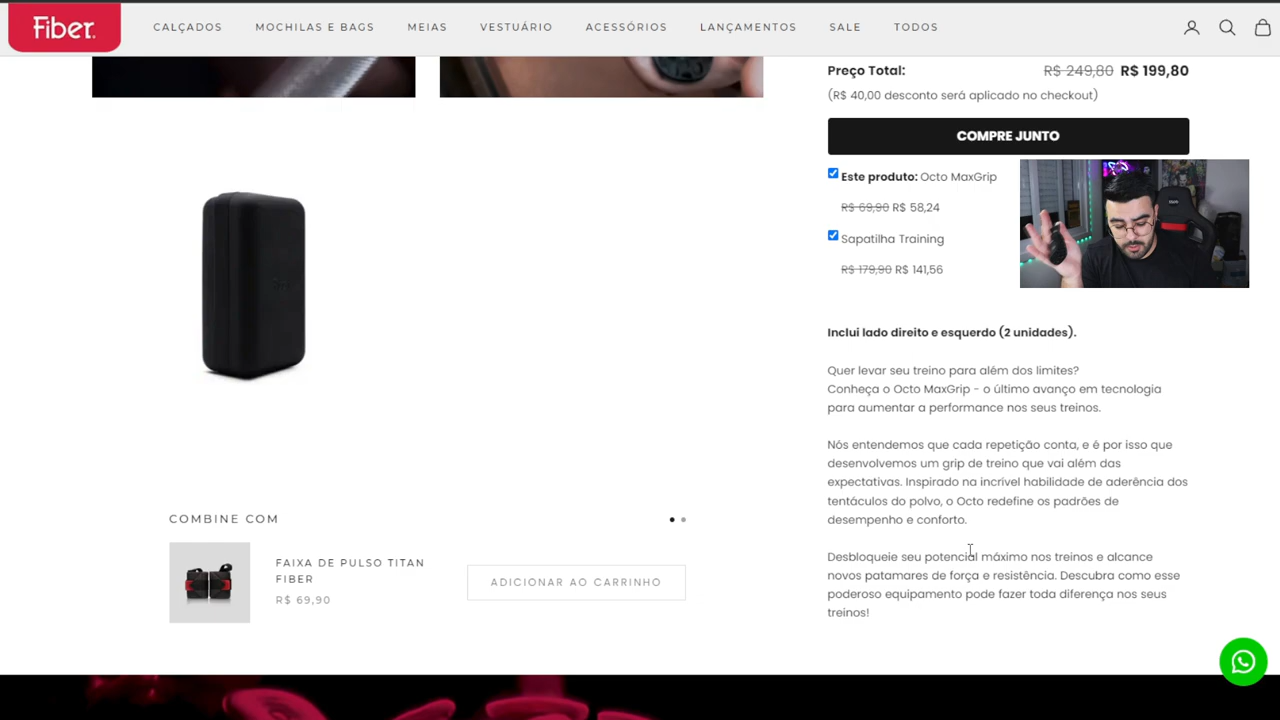 Fiber.
CALÇADOS
MOCHILAS E BAGS
MEIAS
VESTUÁRIO
ACESSÓRIOS
LANÇAMENTOS
SALE
TODOS
Preço Total: R$ 249,80 R$ 199,80
(R$ 40,00 desconto será aplicado no checkout)
COMPRE JUNTO
Este produto: Octo MaxGrip
R$ 69,90 R$ 58,24
Sapatilha Training
R$ 179,90 R$ 141,56
Inclui lado direito e esquerdo (2 unidades).
Quer levar seu treino para além dos limites?
Conheça o Octo MaxGrip - o último avanço em tecnologia
para aumentar a performance nos seus treinos.
Nós entendemos que cada repetição conta, e é por isso que
desenvolvemos um grip de treino que vai além das
expectativas. Inspirado na incrível habilidade de aderência dos
tentáculos do polvo, o Octo redefine os padrões de
desempenho e conforto.
Desbloqueie seu potencial máximo nos treinos e alcance
novos patamares de força e resistência. Descubra como esse
poderoso equipamento pode fazer toda diferença nos seus
treinos!
COMBINE COM
FAIXA DE PULSO TITAN
FIBER
R$ 69,90
ADICIONAR AO CARRINHO